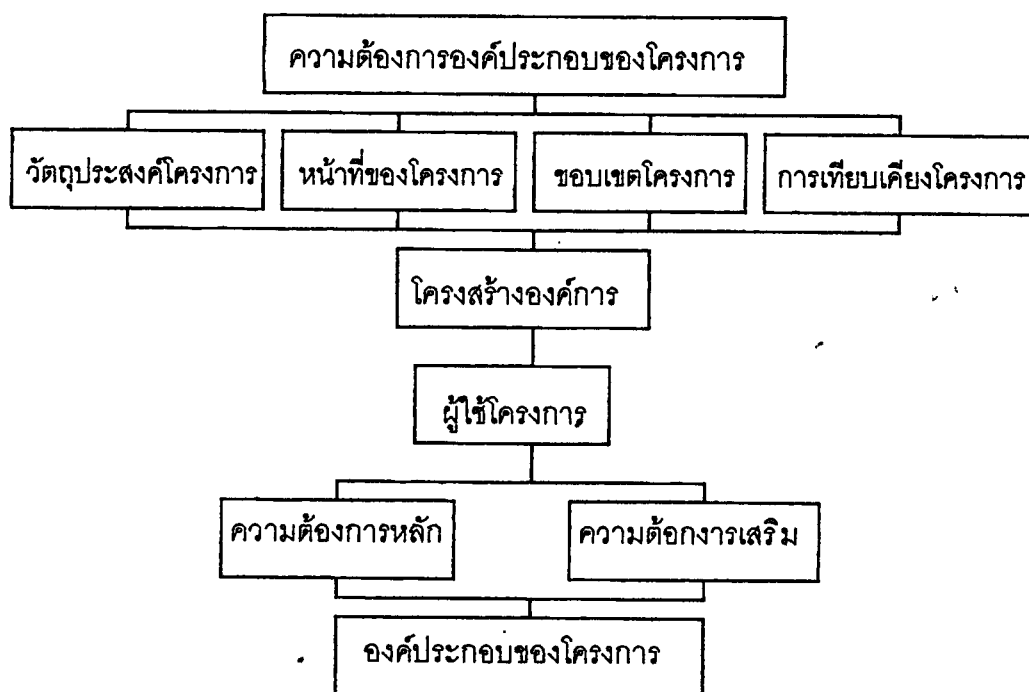 ความต้องการองค์ประกอบของโครงการ
วัตถุประสงค์โครงการ
หน้าที่ของโครงการ
ขอบเขตโครงการ
การเทียบเคียงโครงการ
โครงสร้างองค์การ
ผู้ใช้โครงการ
ความต้องการหลัก
ความต้อกงารเสริม
องค์ประกอบของโครงการ